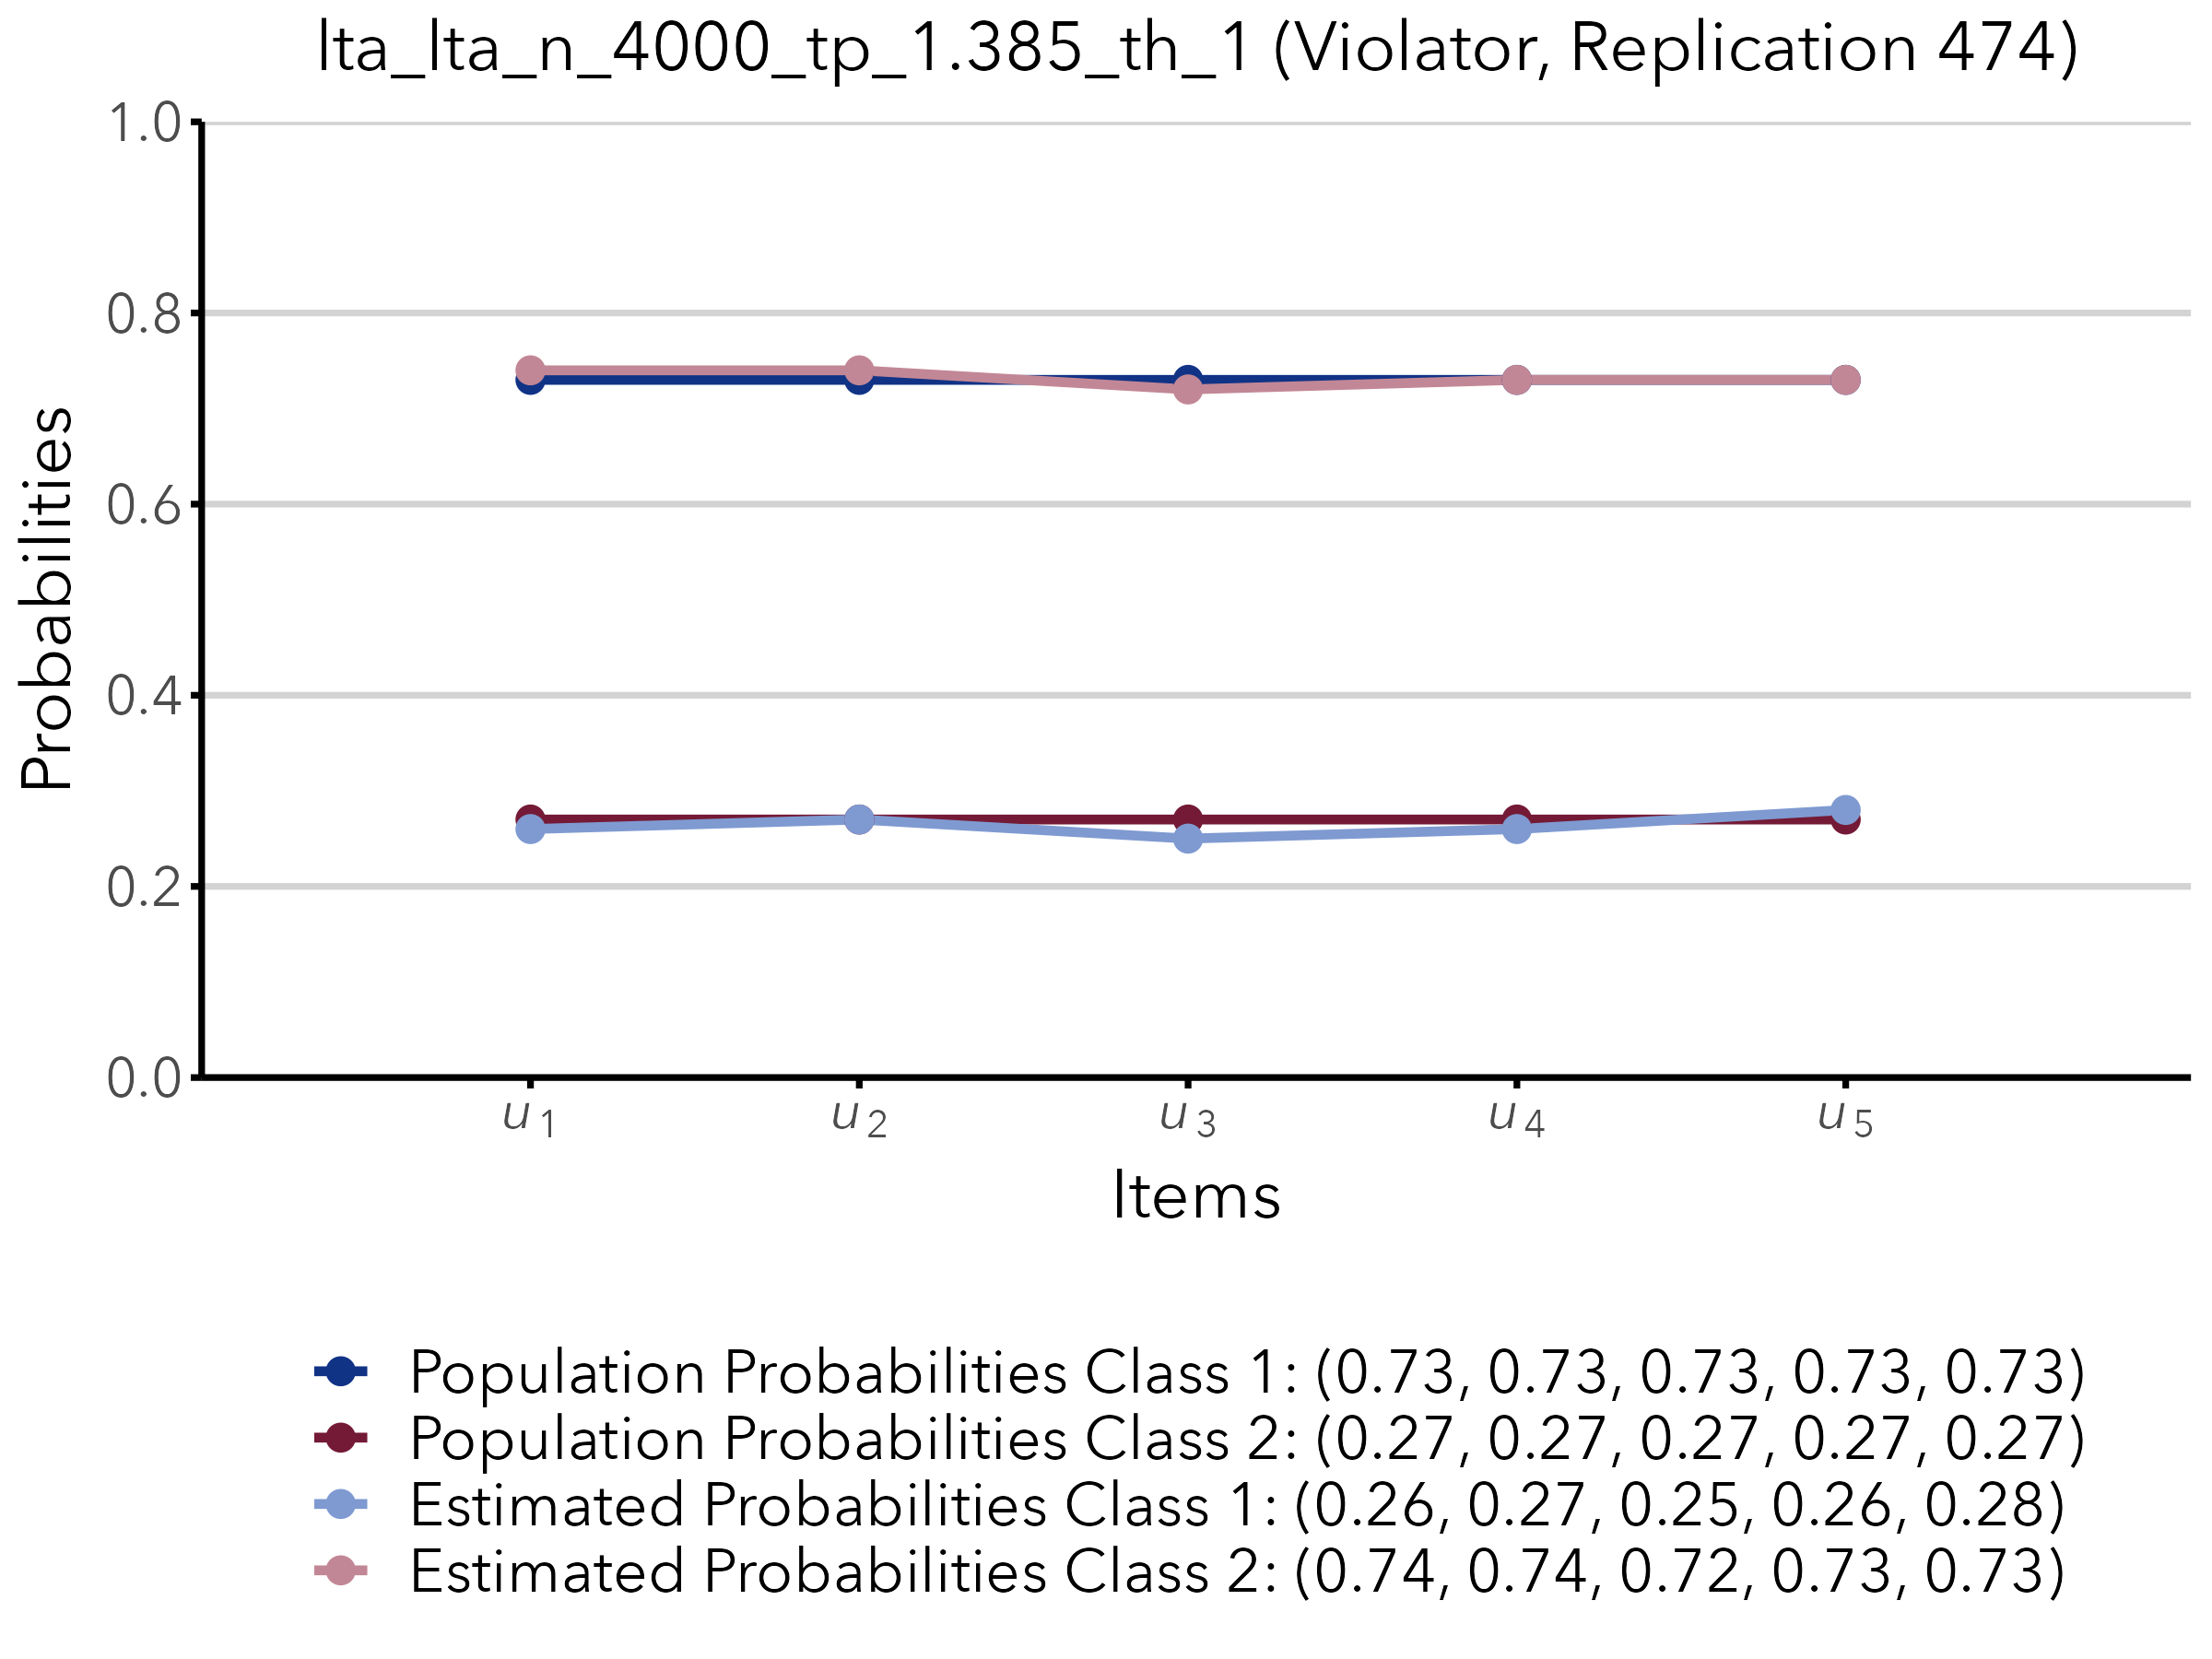 lta_lta_n_4000_tp_1.385_th_1 (Violator, Replication 474)
Probabilities
1.0
0.8
0.6
0.4
0.2
0.0
u1 u2 u3 u4 u5
Items
Population Probabilities Class 1: (0.73, 0.73, 0.73, 0.73, 0.73)
Population Probabilities Class 2: (0.27, 0.27, 0.27, 0.27, 0.27)
Estimated Probabilities Class 1: (0.26, 0.27, 0.25, 0.26, 0.28)
Estimated Probabilities Class 2: (0.74, 0.74, 0.72, 0.73, 0.73)